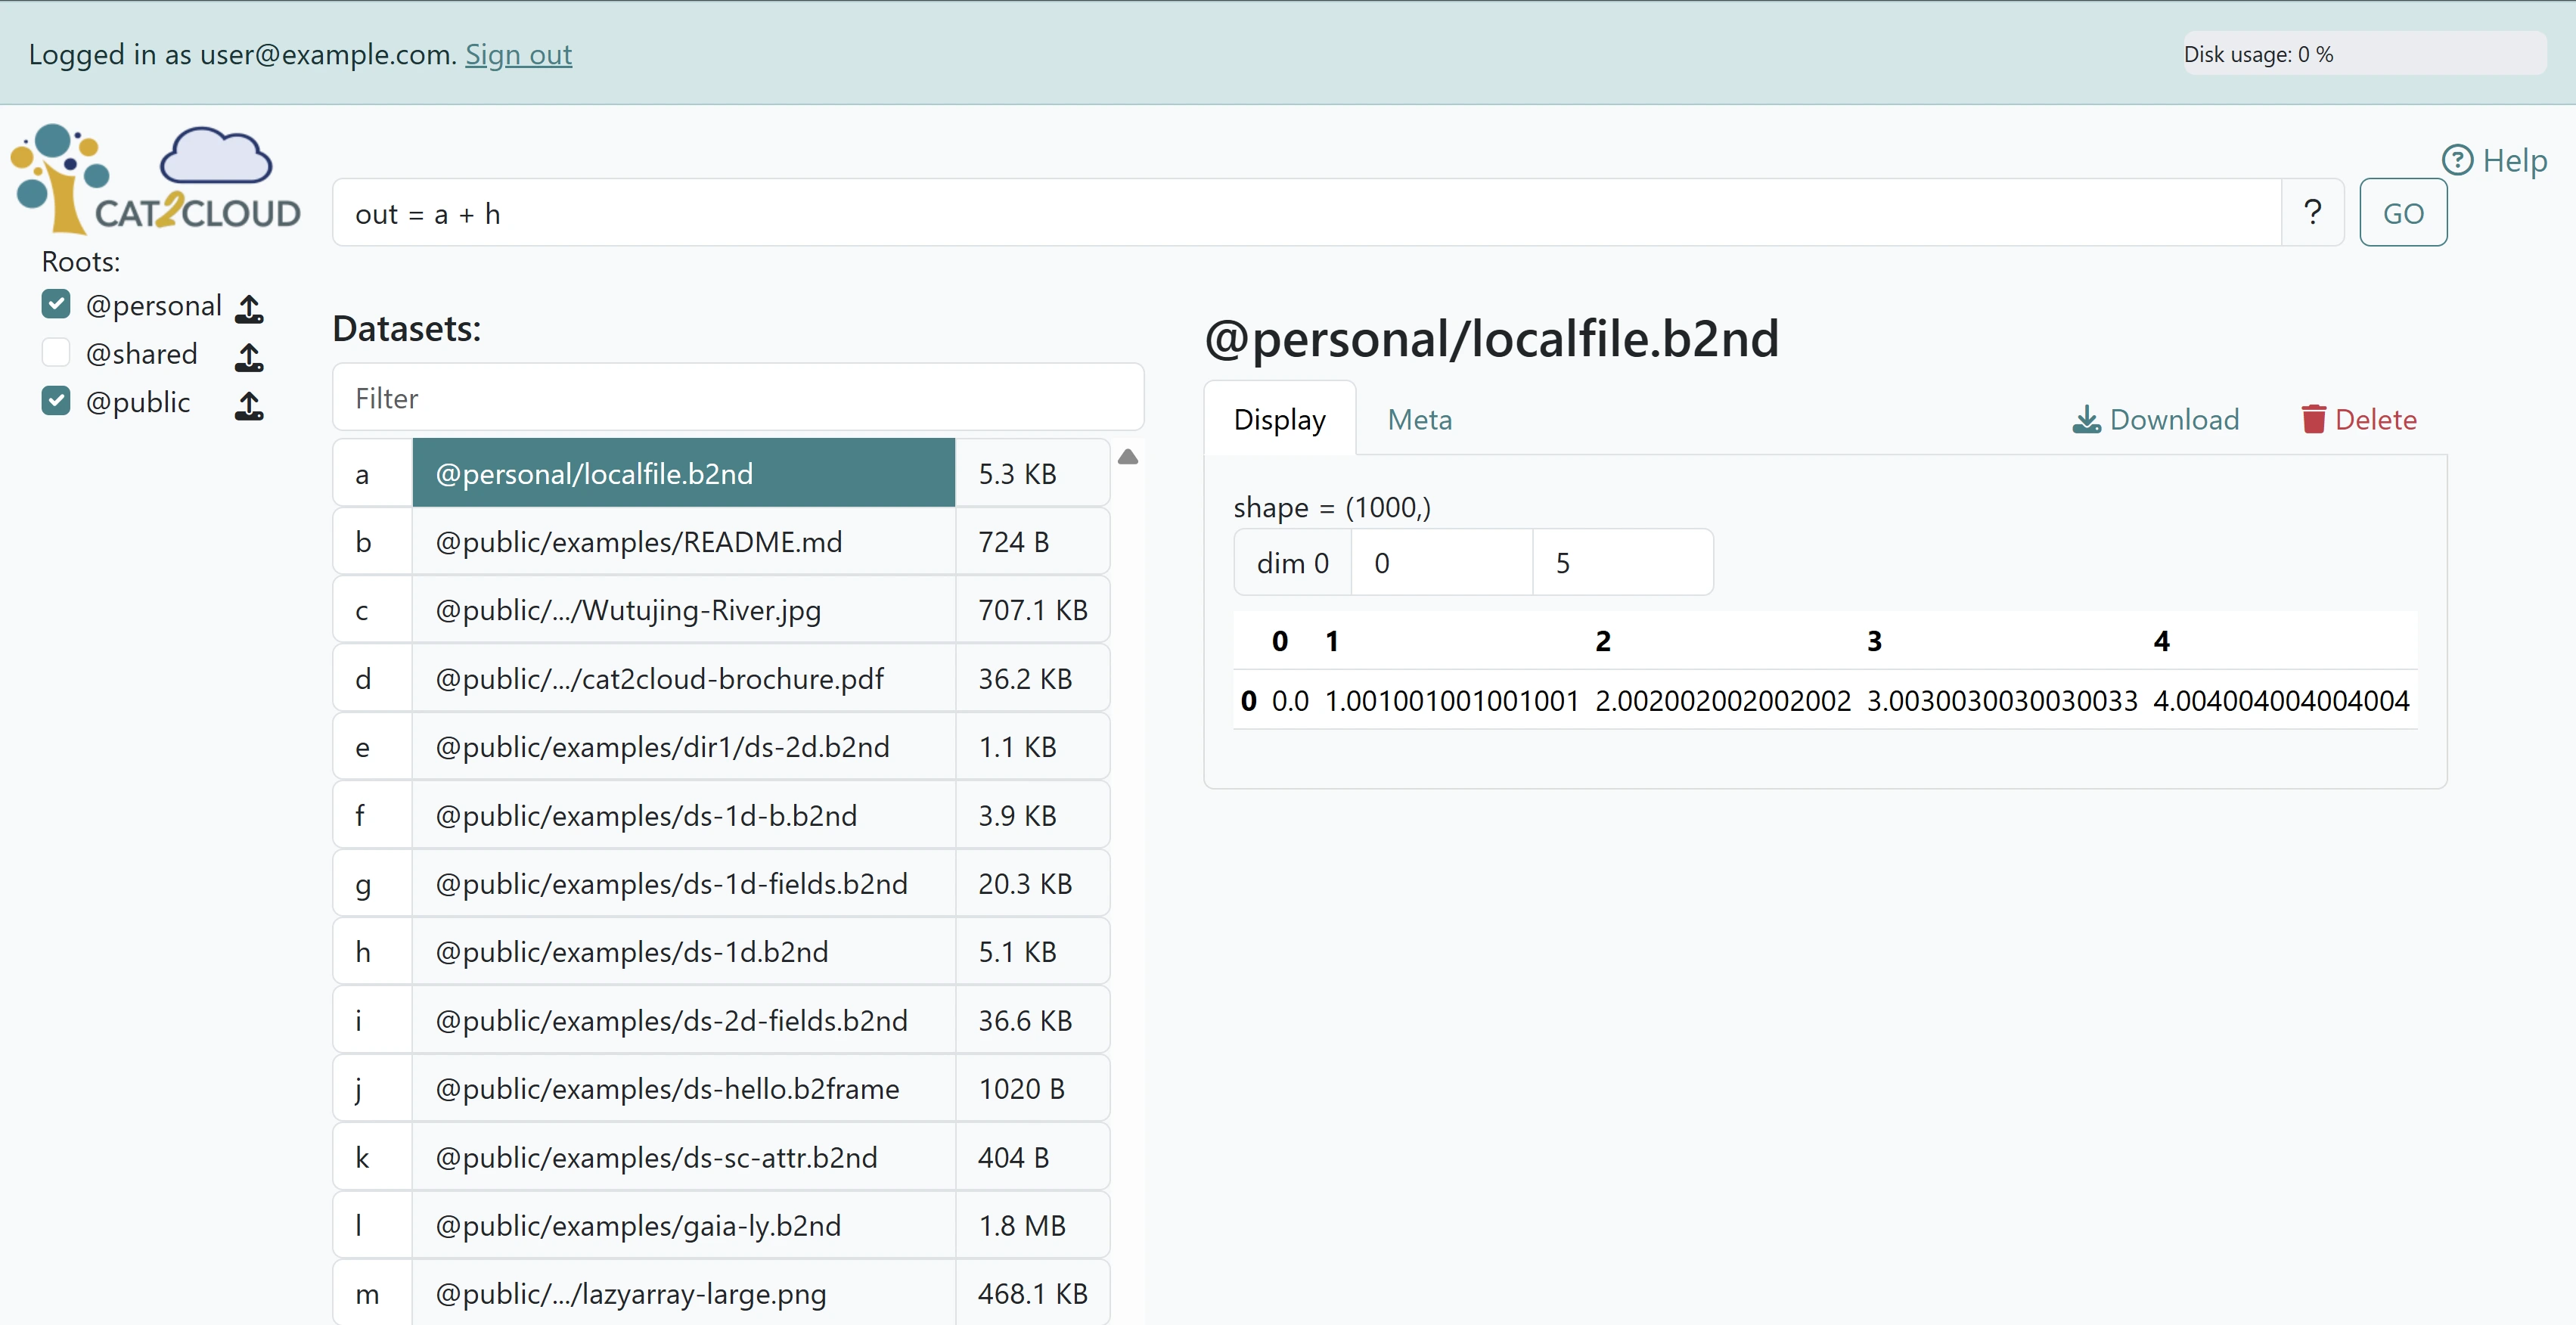 Logged in as user@example.com. Sign out
Disk usage: 0 %
CAT2CLOUD
? Help
out = a + h
?
GO
Roots:
@personal
@shared
@public
Datasets:
Filter
a @personal/localfile.b2nd 5.3 KB
b @public/examples/README.md 724 B
c @public/.../Wutujing-River.jpg 707.1 KB
d @public/.../cat2cloud-brochure.pdf 36.2 KB
e @public/examples/dir1/ds-2d.b2nd 1.1 KB
f @public/examples/ds-1d-b.b2nd 3.9 KB
g @public/examples/ds-1d-fields.b2nd 20.3 KB
h @public/examples/ds-1d.b2nd 5.1 KB
i @public/examples/ds-2d-fields.b2nd 36.6 KB
j @public/examples/ds-hello.b2frame 1020 B
k @public/examples/ds-sc-attr.b2nd 404 B
l @public/examples/gaia-ly.b2nd 1.8 MB
m @public/.../lazyarray-large.png 468.1 KB
@personal/localfile.b2nd
Display Meta Download Delete
shape = (1000,)
dim 0 0 5
0 1 2 3 4
0 0.0 1.001001001001001 2.002002002002002 3.0030030030030033 4.004004004004004